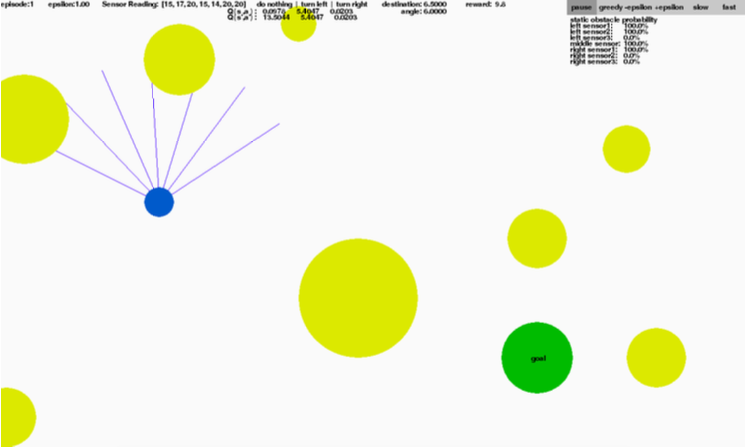 episode:1 epsilon:1.00 Sensor Reading: [15, 17, 20, 15, 14, 20, 20] do nothing | turn left | turn right destination: 6.5000 reward: 9.8
Q(s,a): 0.0976 5.4047 0.0203 angle: 6.0000
Q(s',a'): 13.5044 5.4047 0.0203
pause greedy -epsilon +epsilon slow fast
static obstacle probability
left sensor1: 100.0%
left sensor2: 100.0%
left sensor3: 0.0%
middle sensor: 100.0%
right sensor1: 100.0%
right sensor2: 0.0%
right sensor3: 0.0%
goal